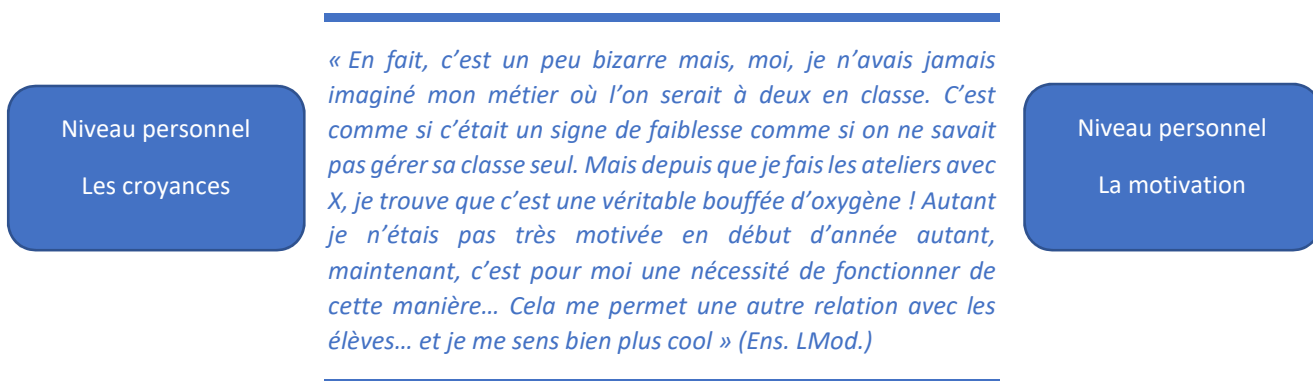 Niveau personnel
Les croyances
« En fait, c’est un peu bizarre mais, moi, je n’avais jamais
imaginé mon métier où l’on serait à deux en classe. C’est
comme si c’était un signe de faiblesse comme si on ne savait
pas gérer sa classe seul. Mais depuis que je fais les ateliers avec
X, je trouve que c’est une véritable bouffée d’oxygène ! Autant
je n’étais pas très motivée en début d’année autant,
maintenant, c’est pour moi une nécessité de fonctionner de
cette manière… Cela me permet une autre relation avec les
élèves… et je me sens bien plus cool » (Ens. LMod.)
Niveau personnel
La motivation